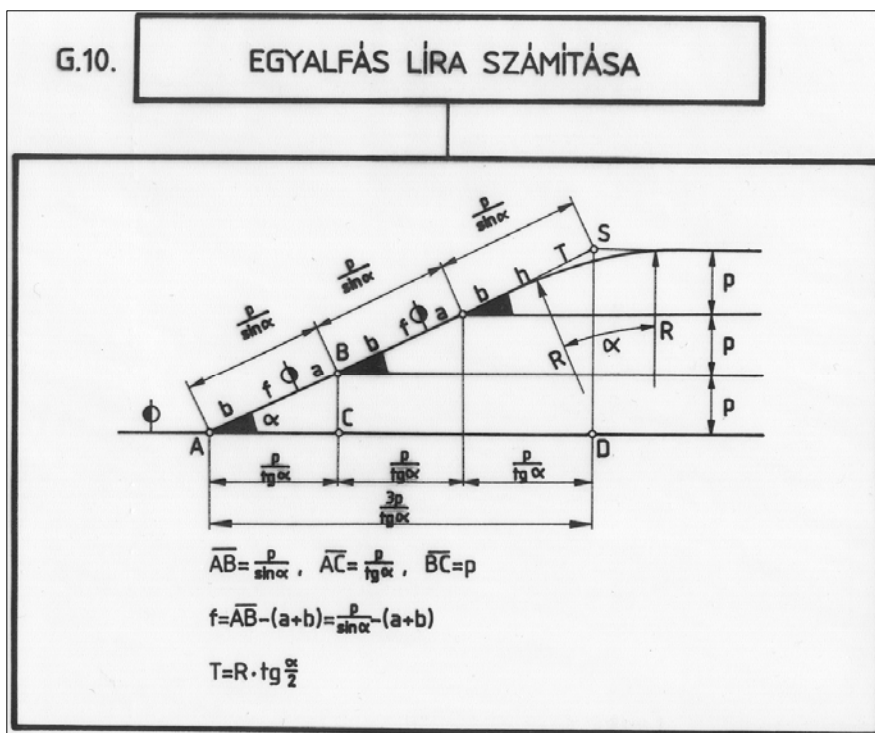 G.10.
EGYALFÁS LÍRA SZÁMÍTÁSA
p/sinα
p/sinα
p/sinα
S
T
h
b
a
f
b
B
a
f
b
α
A
C
D
R
α
R
p
p
p
p/tgα
p/tgα
p/tgα
3p/tgα
AB=p/sinα, AC=p/tgα, BC=p
f=AB-(a+b)=p/sinα-(a+b)
T=R·tg α/2